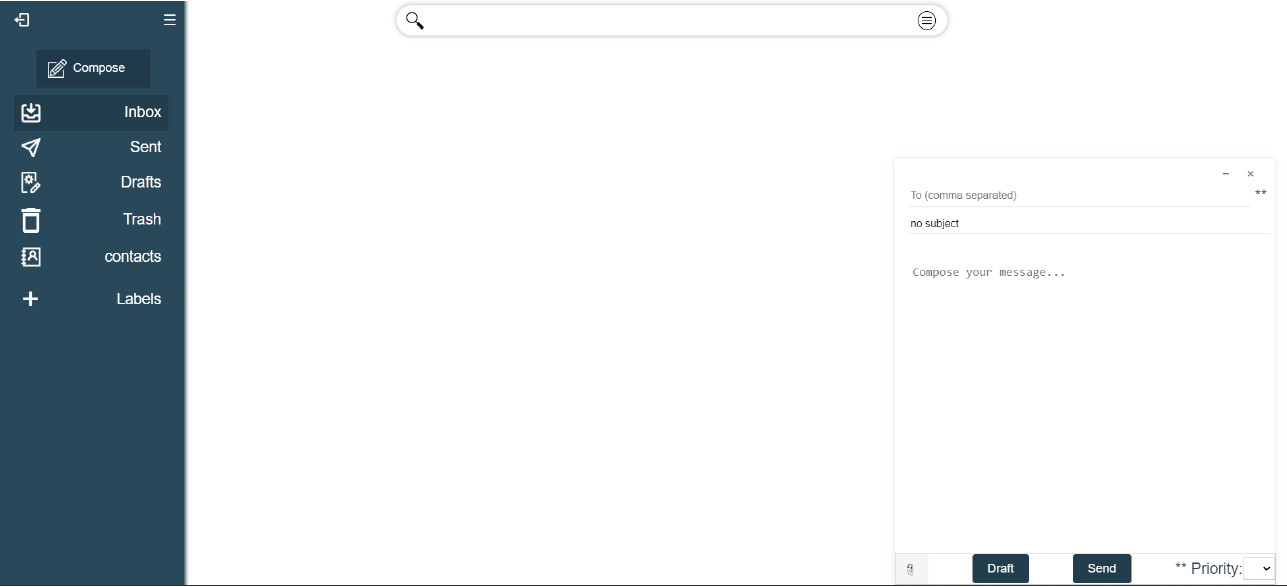 Compose
Inbox
Sent
Drafts
Trash
contacts
Labels
To (comma separated)
**
no subject
Compose your message...
Draft
Send
** Priority: